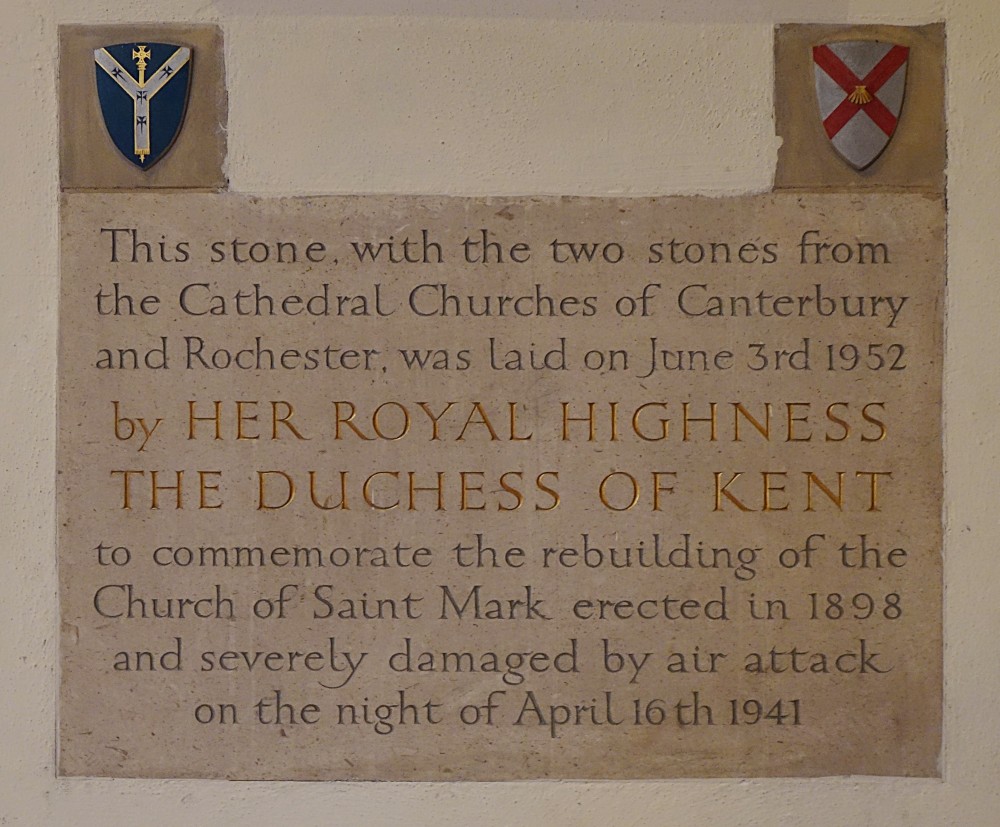 This stone, with the two stones from
the Cathedral Churches of Canterbury
and Rochester, was laid on June 3rd 1952
by HER ROYAL HIGHNESS
THE DUCHESS OF KENT
to commemorate the rebuilding of the
Church of Saint Mark erected in 1898
and severely damaged by air attack
on the night of April 16th 1941